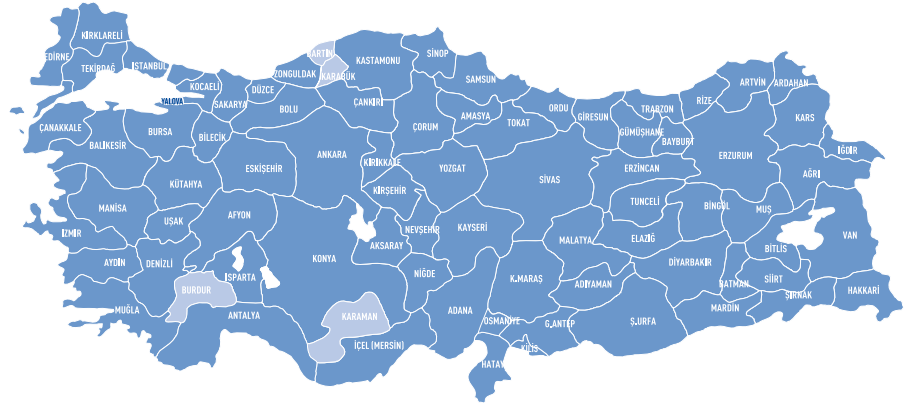 KIRKLARELİ
EDİRNE
TEKİRDAĞ
İSTANBUL
YALOVA
KOCAELİ
SAKARYA
DÜZCE
ZONGULDAK
BARTIN
KARABÜK
KASTAMONU
SİNOP
SAMSUN
BOLU
ÇANKIRI
ÇORUM
AMASYA
TOKAT
ORDU
GİRESUN
TRABZON
RİZE
ARTVİN
ARDAHAN
GÜMÜŞHANE
BAYBURT
KARS
IĞDIR
ERZURUM
AĞRI
ÇANAKKALE
BALIKESİR
BURSA
BİLECİK
ESKİŞEHİR
ANKARA
KIRIKKALE
YOZGAT
SİVAS
ERZİNCAN
KÜTAHYA
KIRŞEHİR
TUNCELİ
BİNGÖL
MUŞ
MANİSA
UŞAK
AFYON
NEVŞEHİR
KAYSERİ
MALATYA
ELAZIĞ
BİTLİS
VAN
İZMİR
AYDIN
DENİZLİ
ISPARTA
KONYA
AKSARAY
NİĞDE
DİYARBAKIR
BATMAN
SİİRT
ŞIRNAK
HAKKARİ
BURDUR
K.MARAŞ
ADIYAMAN
MARDİN
MUĞLA
ANTALYA
KARAMAN
İÇEL (MERSİN)
ADANA
OSMANİYE
G.ANTEP
Ş.URFA
KİLİS
HATAY